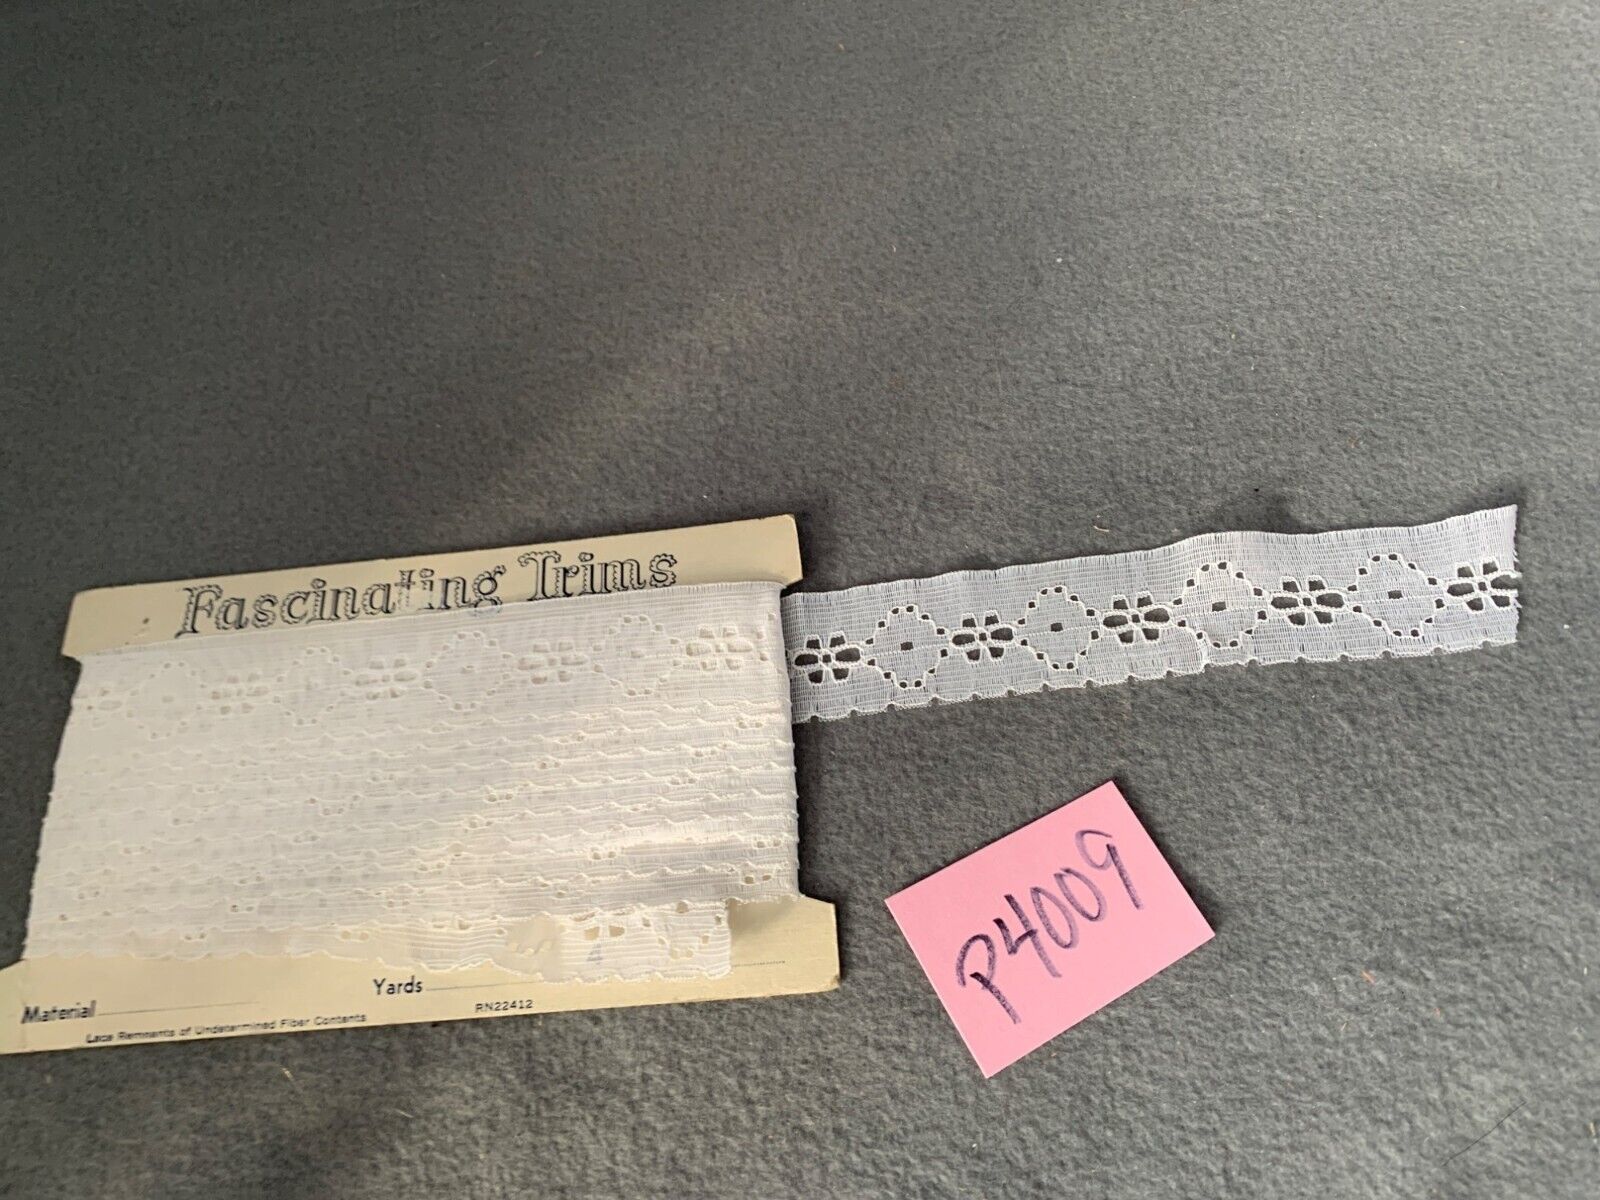 Fascinating Trims
Yards
Material
RN22412
Lace Remnants of Undetermined Fiber Contents
P4009